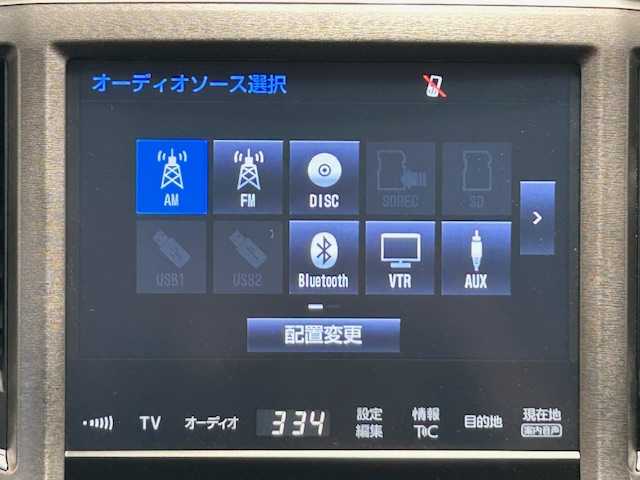 オーディオソース選択
AM FM DISC SDREC SD
USB1 USB2 Bluetooth VTR AUX
配置変更
TV オーディオ 334 設定 編集 情報 TIC 目的地 現在地 案内音声